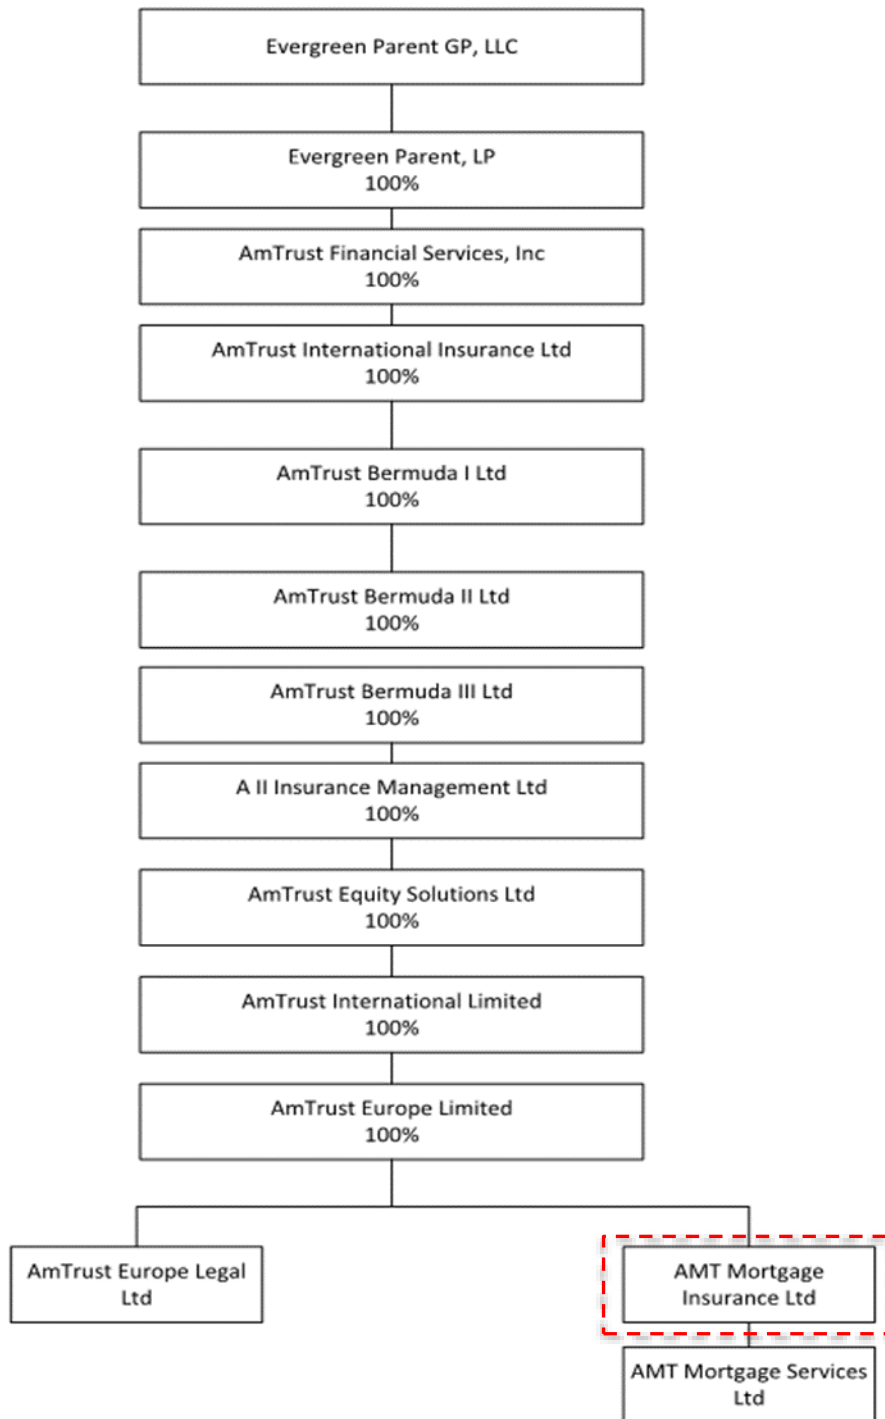 Evergreen Parent GP, LLC
Evergreen Parent, LP
100%
AmTrust Financial Services, Inc
100%
AmTrust International Insurance Ltd
100%
AmTrust Bermuda I Ltd
100%
AmTrust Bermuda II Ltd
100%
AmTrust Bermuda III Ltd
100%
A II Insurance Management Ltd
100%
AmTrust Equity Solutions Ltd
100%
AmTrust International Limited
100%
AmTrust Europe Limited
100%
AmTrust Europe Legal
Ltd
AMT Mortgage
Insurance Ltd
AMT Mortgage Services
Ltd